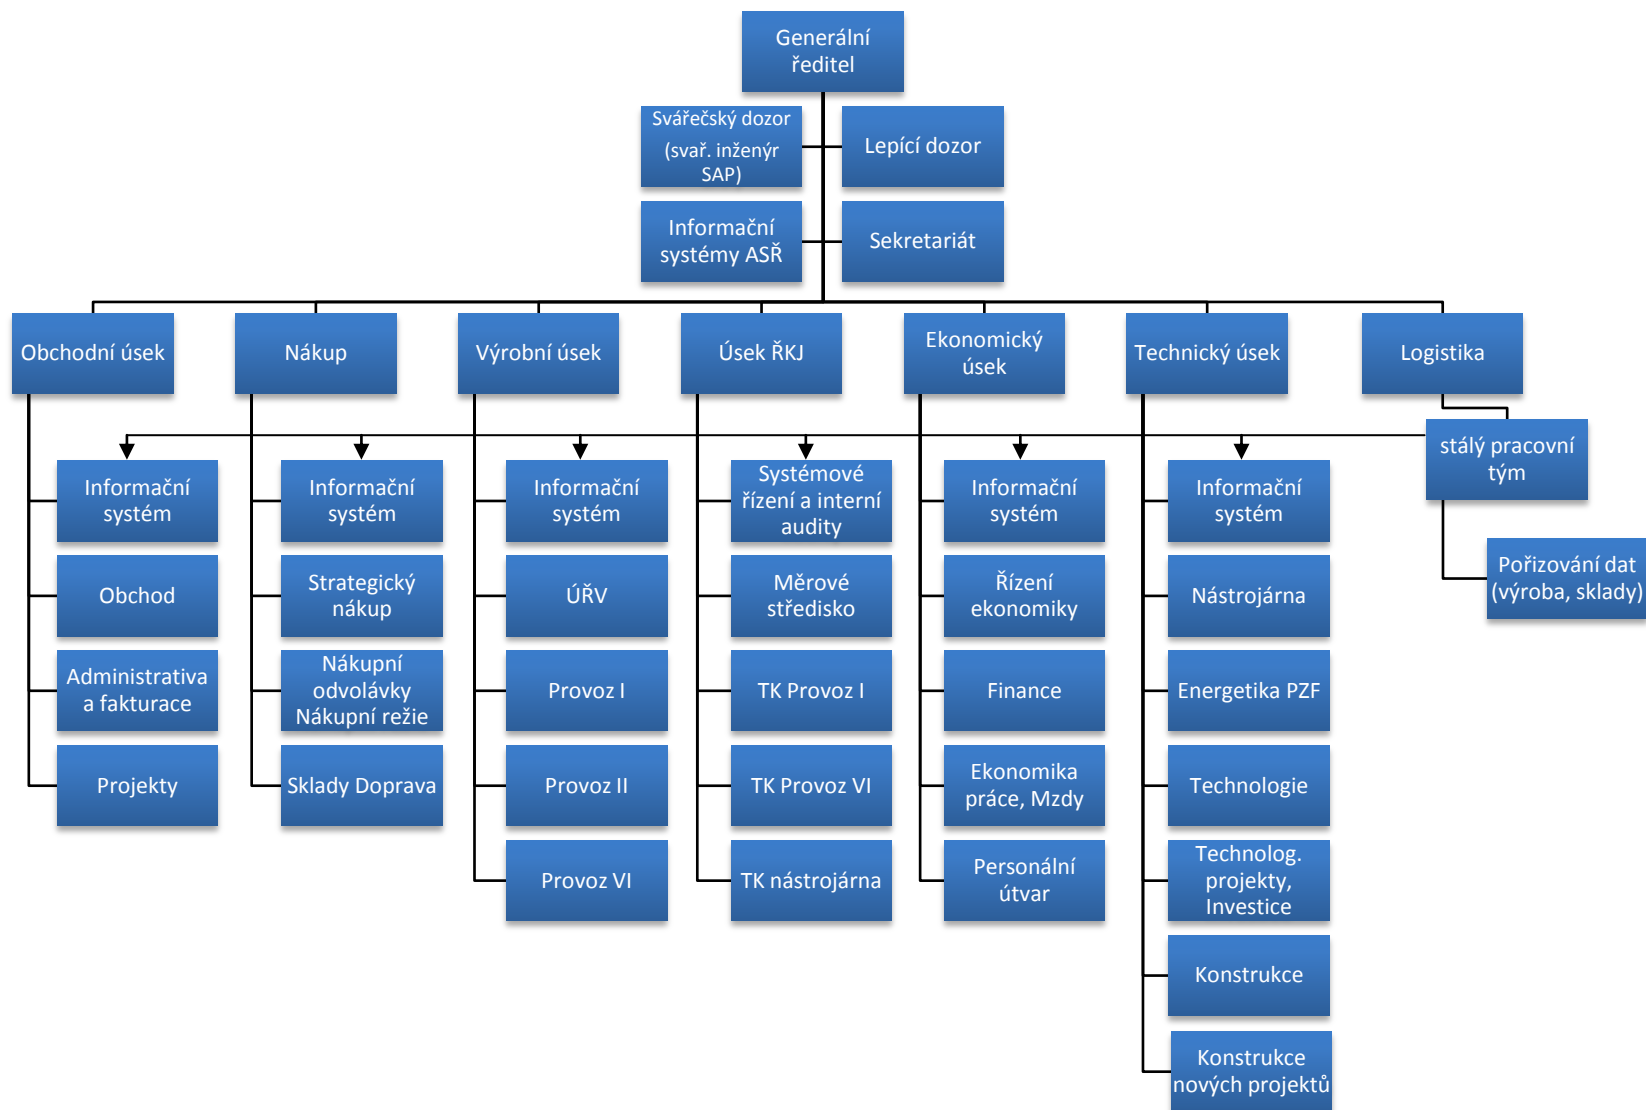 Generální
ředitel
Svářečský dozor
(svař. inženýr
SAP)
Lepící dozor
Informační
systémy ASŘ
Sekretariát
Obchodní úsek
Nákup
Výrobní úsek
Úsek ŘKJ
Ekonomický
úsek
Technický úsek
Logistika
stálý pracovní
tým
Informační
systém
Informační
systém
Informační
systém
Systémové
řízení a interní
audity
Informační
systém
Informační
systém
Pořizování dat
(výroba, sklady)
Obchod
Strategický
nákup
ÚŘV
Měrové
středisko
Řízení
ekonomiky
Nástrojárna
Administrativa
a fakturace
Nákupní
odvolávky
Nákupní režie
Provoz I
TK Provoz I
Finance
Energetika PZF
Projekty
Sklady Doprava
Provoz II
TK Provoz VI
Ekonomika
práce, Mzdy
Technologie
Provoz VI
TK nástrojárna
Personální
útvar
Technolog.
projekty,
Investice
Konstrukce
Konstrukce
nových projektů